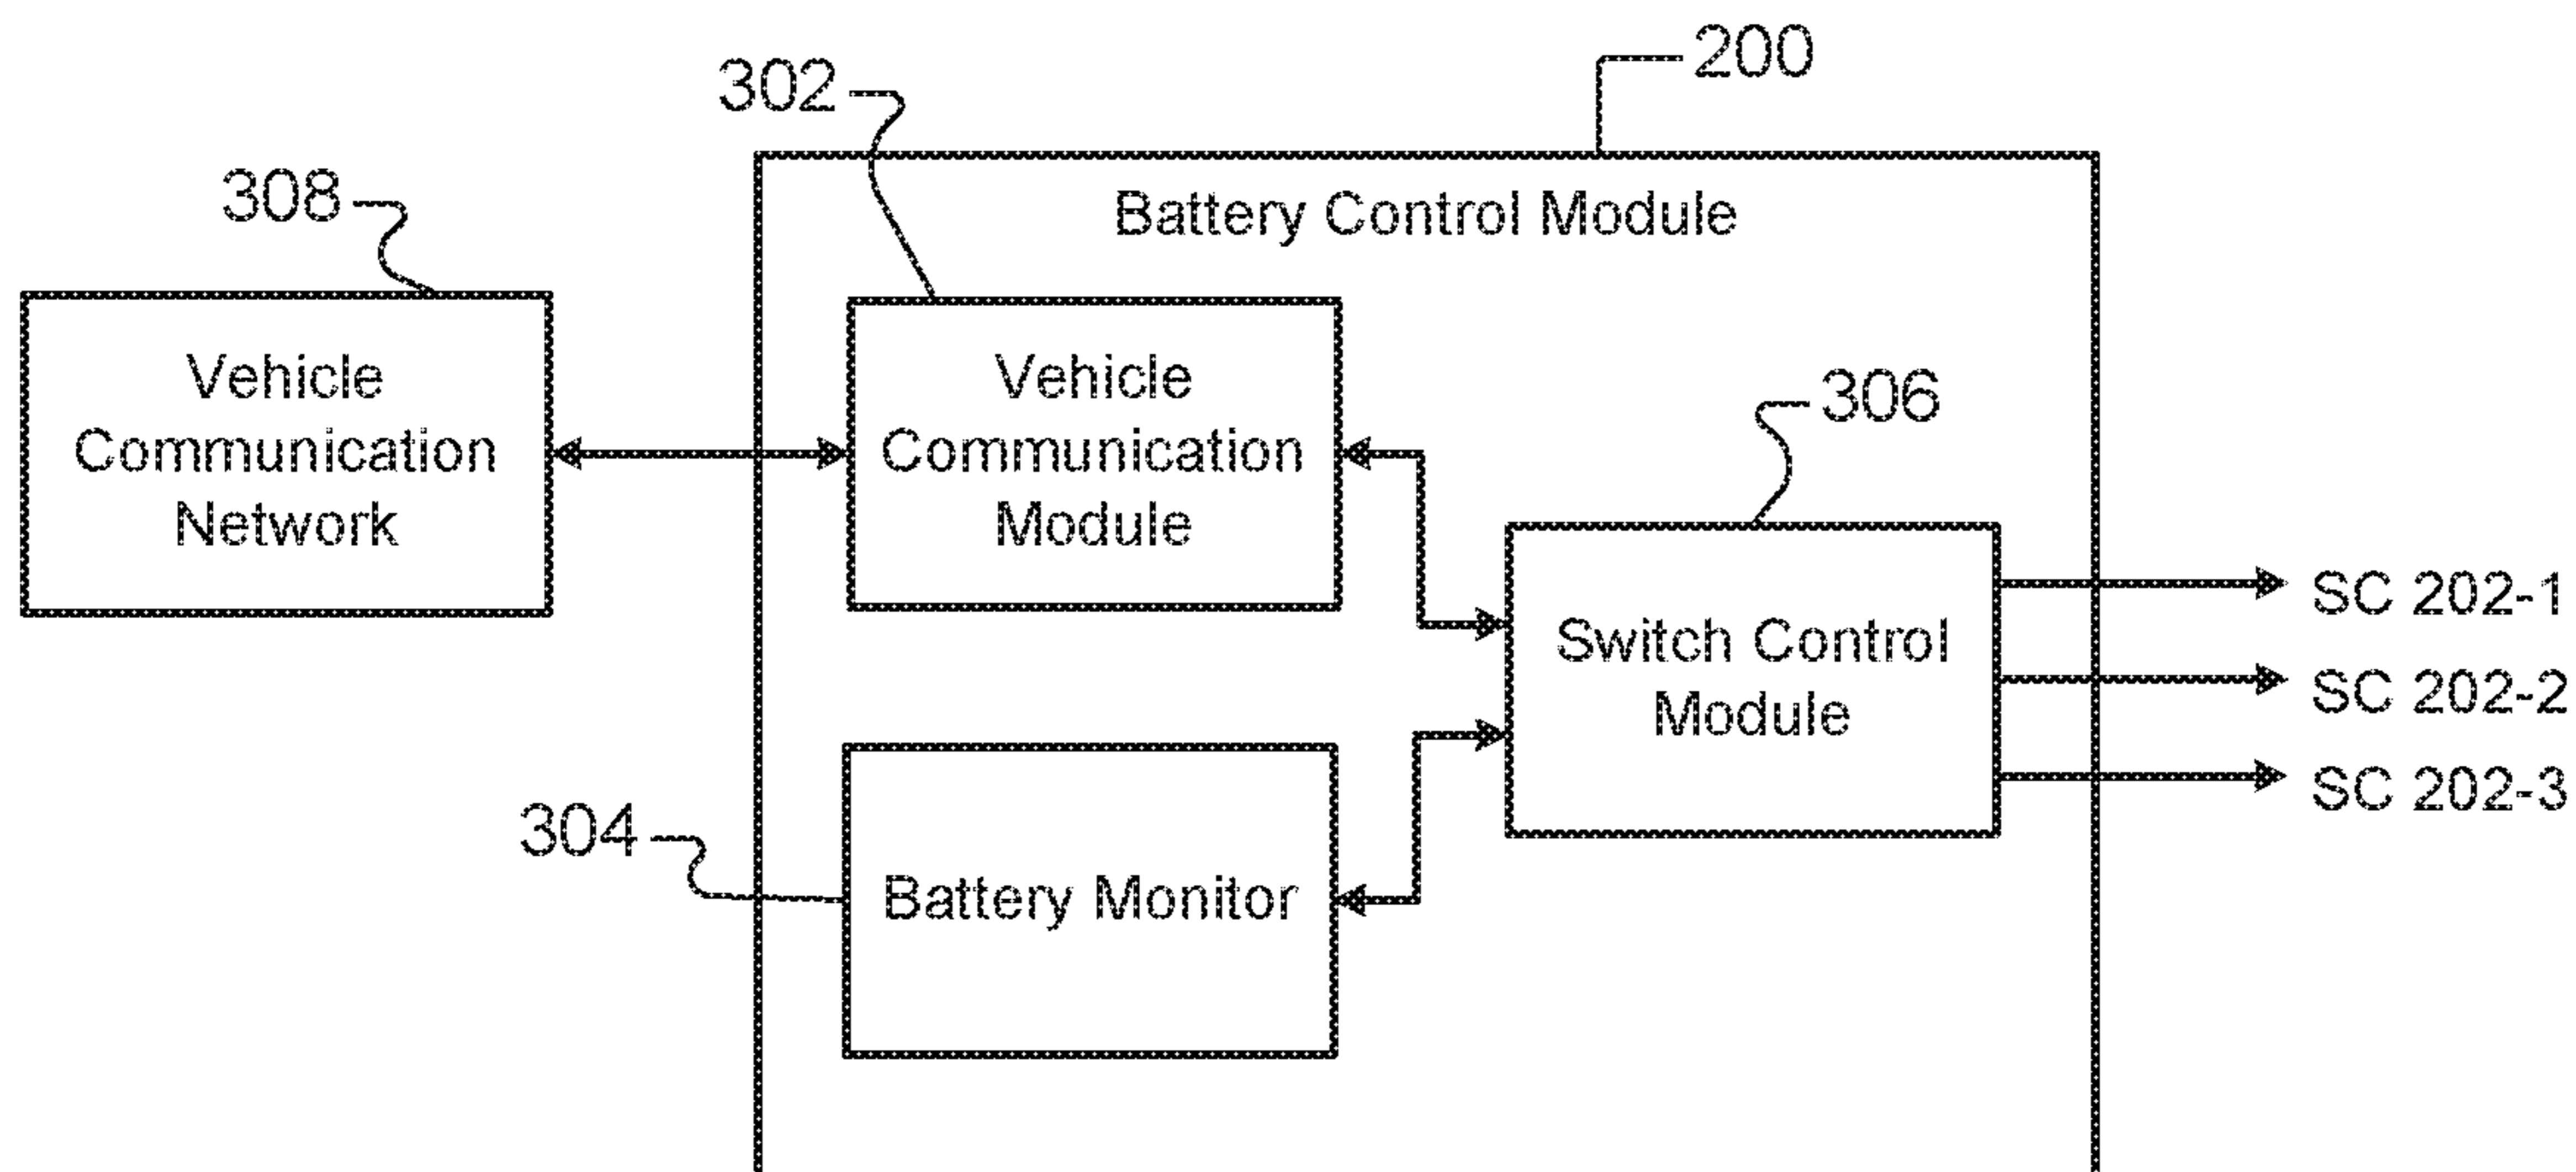 200
302
Battery Control Module
308
Vehicle
Communication
Network
Vehicle
Communication
Module
306
Switch Control
Module
SC 202-1
SC 202-2
SC 202-3
304
Battery Monitor